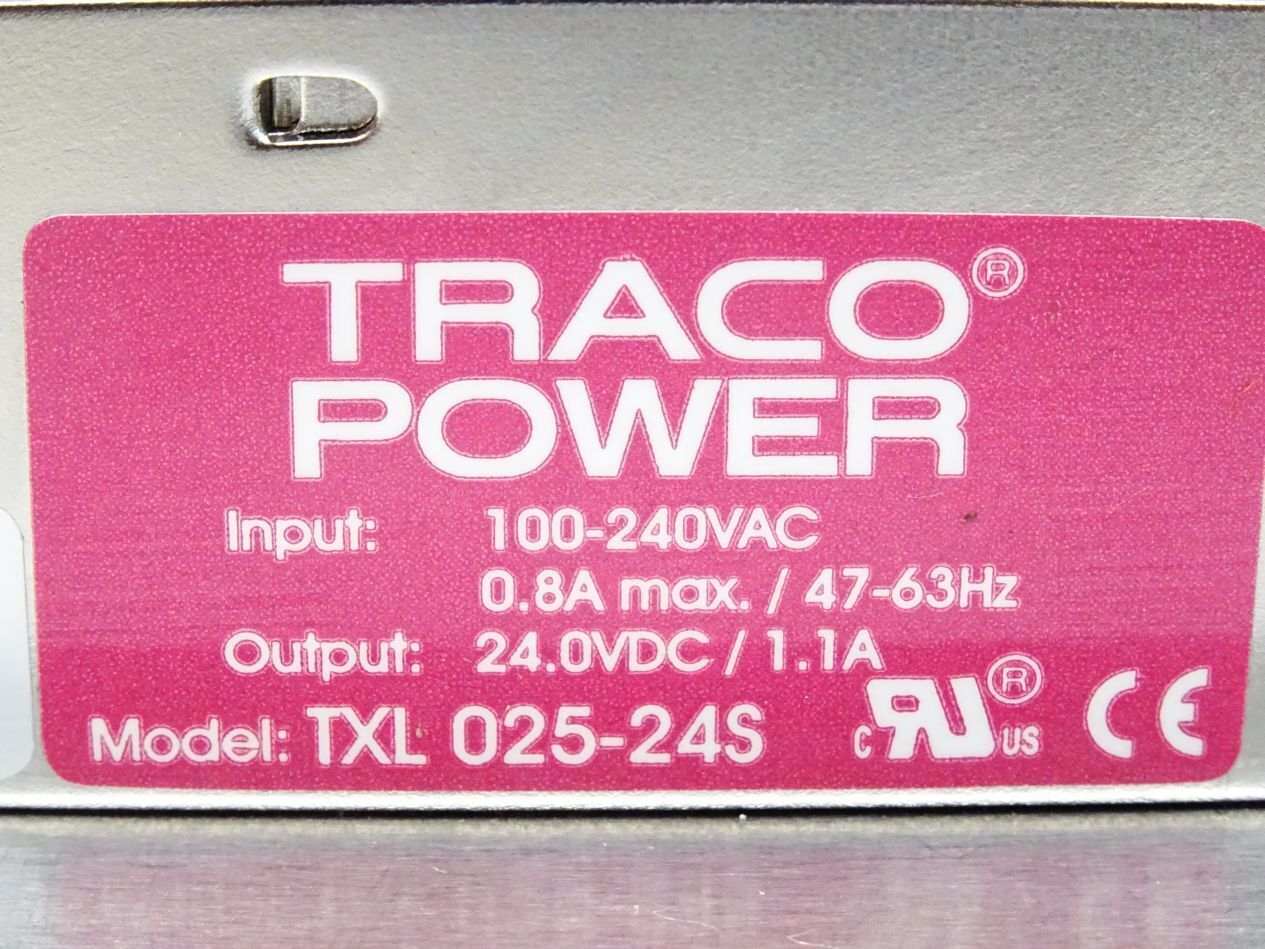 TRACO®
POWER
Input: 100-240VAC
0.8A max. / 47-63Hz
Output: 24.0VDC / 1.1A
Model: TXL 025-24S
c RU® US CE